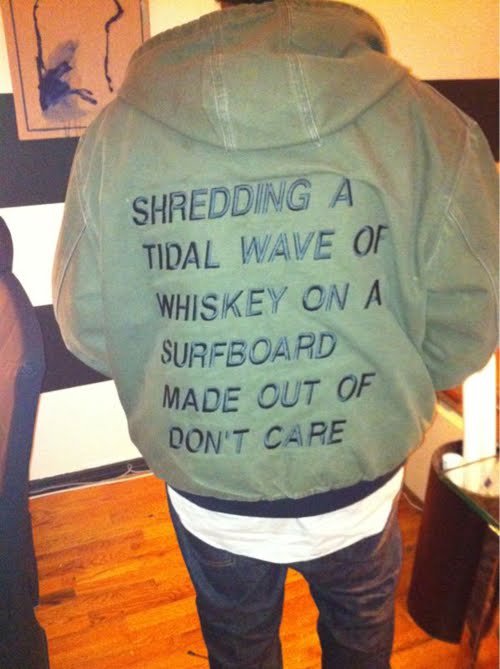 SHREDDING A
TIDAL WAVE OF
WHISKEY ON A
SURFBOARD
MADE OUT OF
DON'T CARE